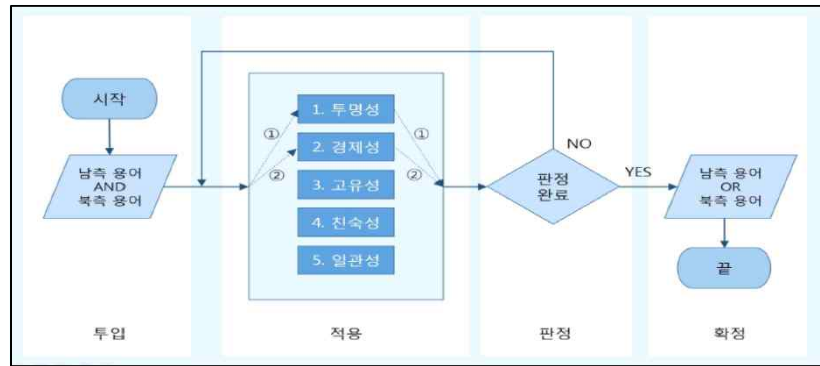 시작
남측 용어
AND
북측 용어
①
②
1. 투명성
2. 경제성
3. 고유성
4. 친숙성
5. 일관성
①
②
판정
완료
NO
YES
남측 용어
OR
북측 용어
끝
투입
적용
판정
확정